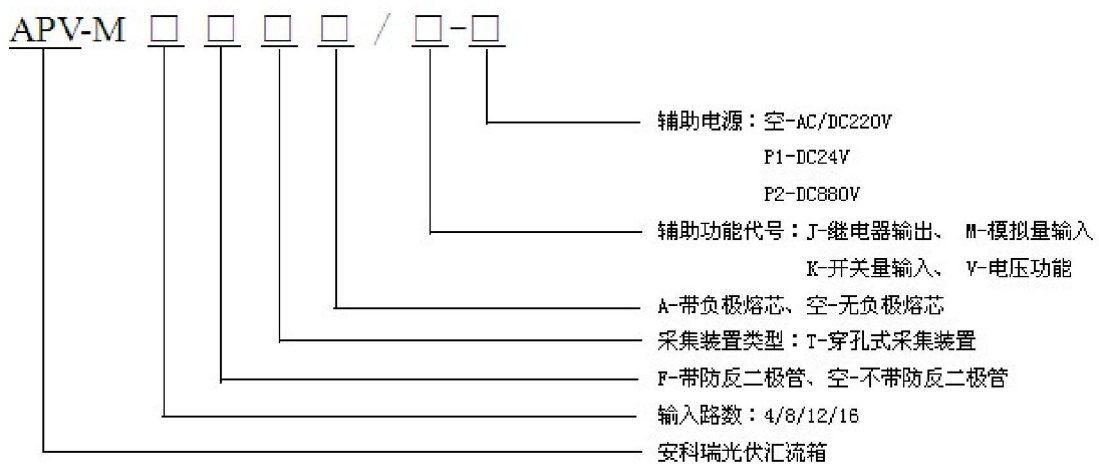 APV-M □ □ □ □ / □-□
辅助电源：空-AC/DC220V
P1-DC24V
P2-DC880V
辅助功能代号：J-继电器输出、 M-模拟量输入
K-开关量输入、 V-电压功能
A-带负极熔芯、空-无负极熔芯
采集装置类型：T-穿孔式采集装置
F-带防反二极管、空-不带防反二极管
输入路数：4/8/12/16
安科瑞光伏汇流箱